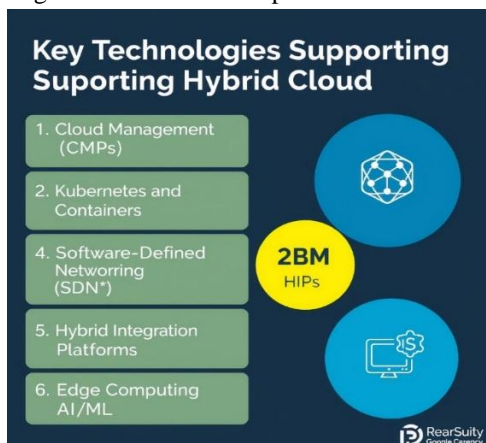 Key Technologies Supporting
Suporting Hybrid Cloud
1. Cloud Management
(CMPs)
2. Kubernetes and
Containers
4. Software-Defined
Networring
(SDN*)
5. Hybrid Integration
Platforms
6. Edge Computing
AI/ML
2BM
HIPs
IS
RearSuity